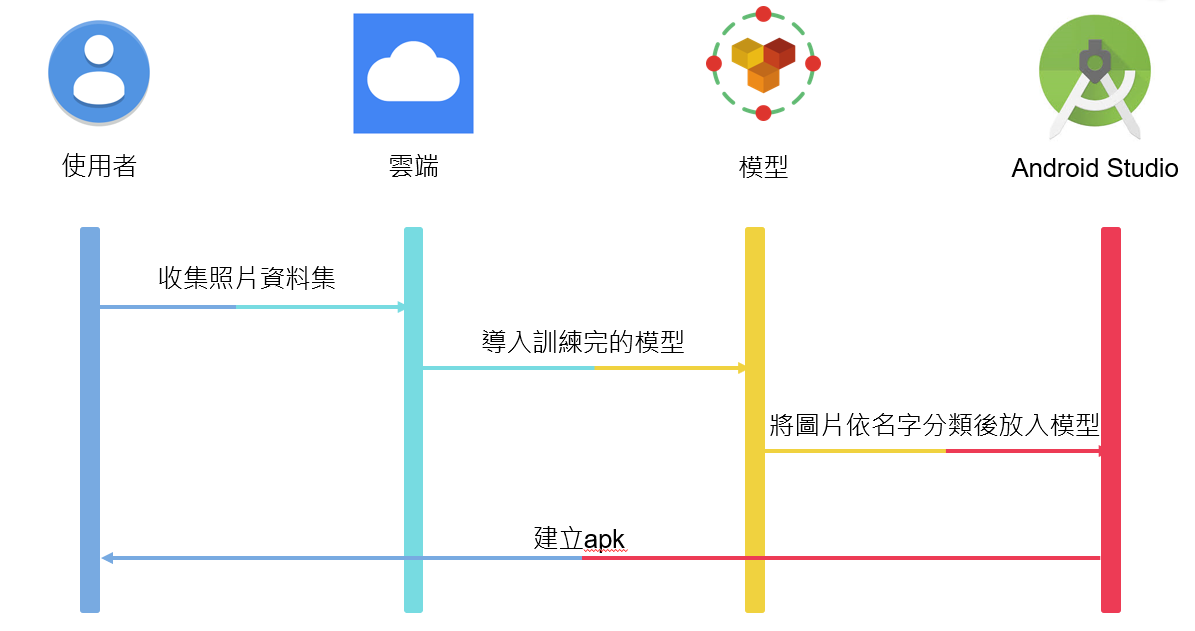 使用者
雲端
模型
Android Studio
收集照片資料集
導入訓練完的模型
將圖片依名字分類後放入模型
建立apk